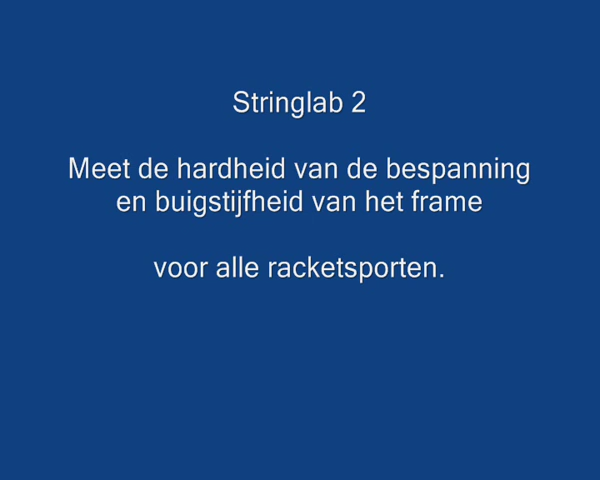 Stringlab 2
Meet de hardheid van de bespanning
en buigstijfheid van het frame
voor alle racketsporten.